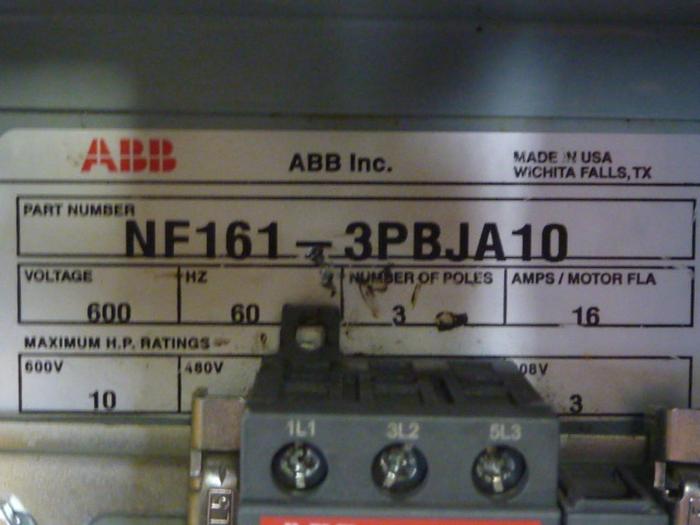 ABB ABB Inc. MADE IN USA
WICHITA FALLS, TX
PART NUMBER
NF161-3PBJA10
VOLTAGE HZ NUMBER OF POLES AMPS / MOTOR FLA
600 60 3 16
MAXIMUM H.P. RATINGS
600V 480V 08V
10 3
1L1 3L2 5L3